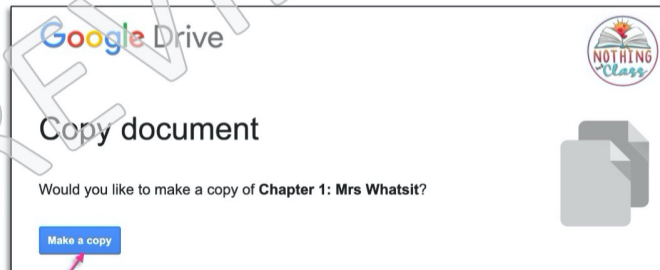 Google Drive
NOTHING
Class
Copy document
Would you like to make a copy of Chapter 1: Mrs Whatsit?
Make a copy